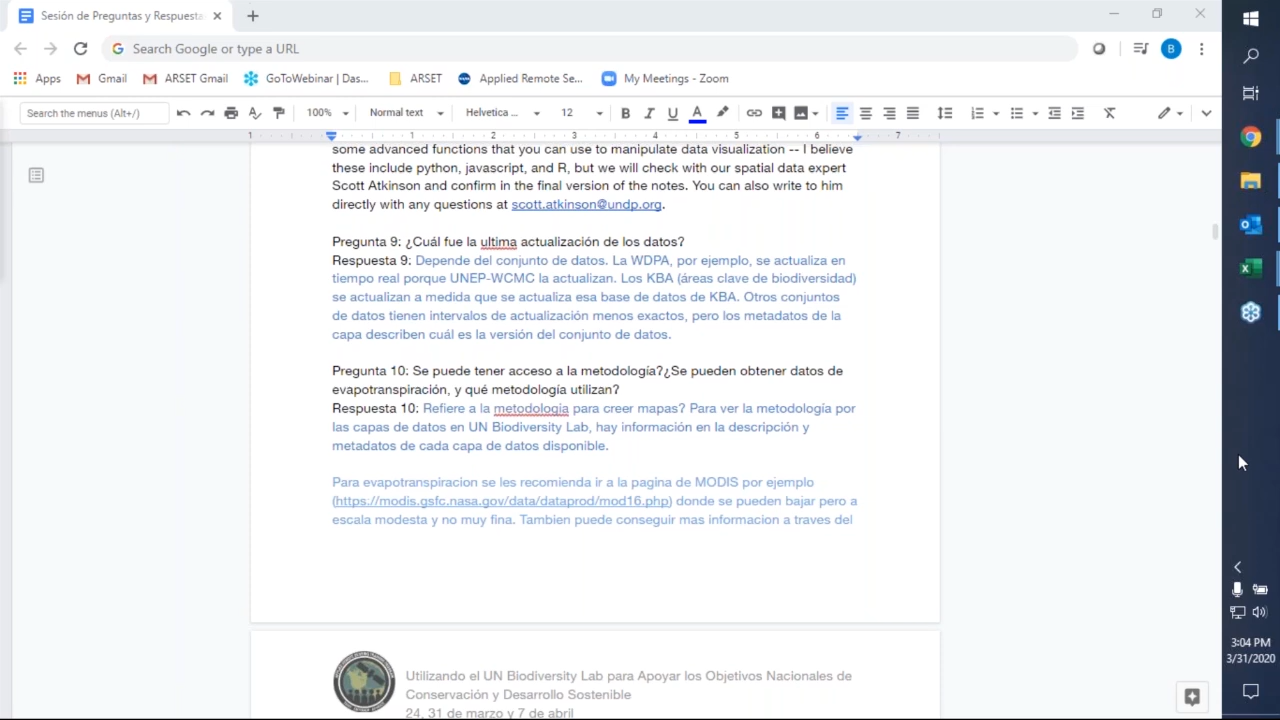 Sesión de Preguntas y Respuesta
Search Google or type a URL
B
Apps Gmail ARSET Gmail GoToWebinar | Das... ARSET Applied Remote Se... My Meetings - Zoom
Search the menus (Alt+/) 100% Normal text Helvetica ... 12 B I U A
1 1 2 3 4 5 6 7
some advanced functions that you can use to manipulate data visualization -- I believe
these include python, javascript, and R, but we will check with our spatial data expert
Scott Atkinson and confirm in the final version of the notes. You can also write to him
directly with any questions at scott.atkinson@undp.org.
Pregunta 9: ¿Cuál fue la ultima actualización de los datos?
Respuesta 9: Depende del conjunto de datos. La WDPA, por ejemplo, se actualiza en
tiempo real porque UNEP-WCMC la actualizan. Los KBA (áreas clave de biodiversidad)
se actualizan a medida que se actualiza esa base de datos de KBA. Otros conjuntos
de datos tienen intervalos de actualización menos exactos, pero los metadatos de la
capa describen cuál es la versión del conjunto de datos.
Pregunta 10: Se puede tener acceso a la metodología?¿Se pueden obtener datos de
evapotranspiración, y qué metodología utilizan?
Respuesta 10: Refiere a la metodologia para creer mapas? Para ver la metodología por
las capas de datos en UN Biodiversity Lab, hay información en la descripción y
metadatos de cada capa de datos disponible.
Para evapotranspiracion se les recomienda ir a la pagina de MODIS por ejemplo
(https://modis.gsfc.nasa.gov/data/dataprod/mod16.php) donde se pueden bajar pero a
escala modesta y no muy fina. Tambien puede conseguir mas informacion a traves del
Utilizando el UN Biodiversity Lab para Apoyar los Objetivos Nacionales de
Conservación y Desarrollo Sostenible
24, 31 de marzo y 7 de abril
3:04 PM
3/31/2020